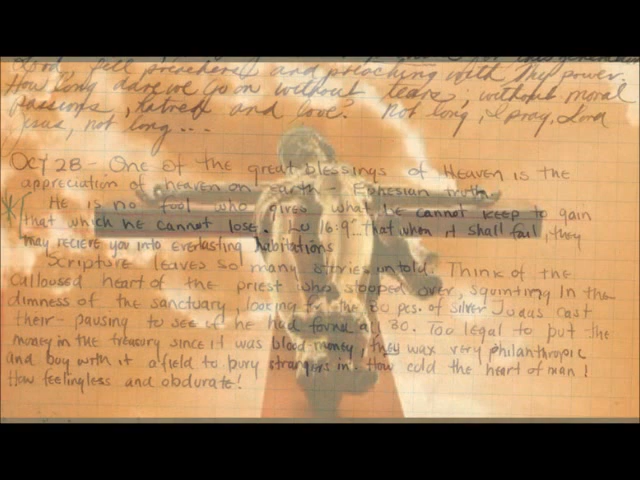 Lord, fill preachers and preaching with Thy power.
How long dare we go on without tears, without moral
passions, hatred and love? Not long, I pray, Lord
Jesus, not long...
Oct 28 - One of the great blessings of Heaven is the
appreciation of heaven on earth - Ephesian truth.
He is no fool who gives what he cannot keep to gain
that which he cannot lose. Lu 16:9 "that when it shall fail, they
may recieve you into everlasting habitations
Scripture leaves so many stories untold. Think of the
calloused heart of the priest who stooped over, squinting in the
dimness of the sanctuary, looking for the 30 pcs. of silver Judas cast
their - pausing to see if he had found all 30. Too legal to put the
money in the treasury since it was blood money, they wax very philanthropic
and buy with it a field to bury strangers in. How cold the heart of man!
How feelingless and obdurate!